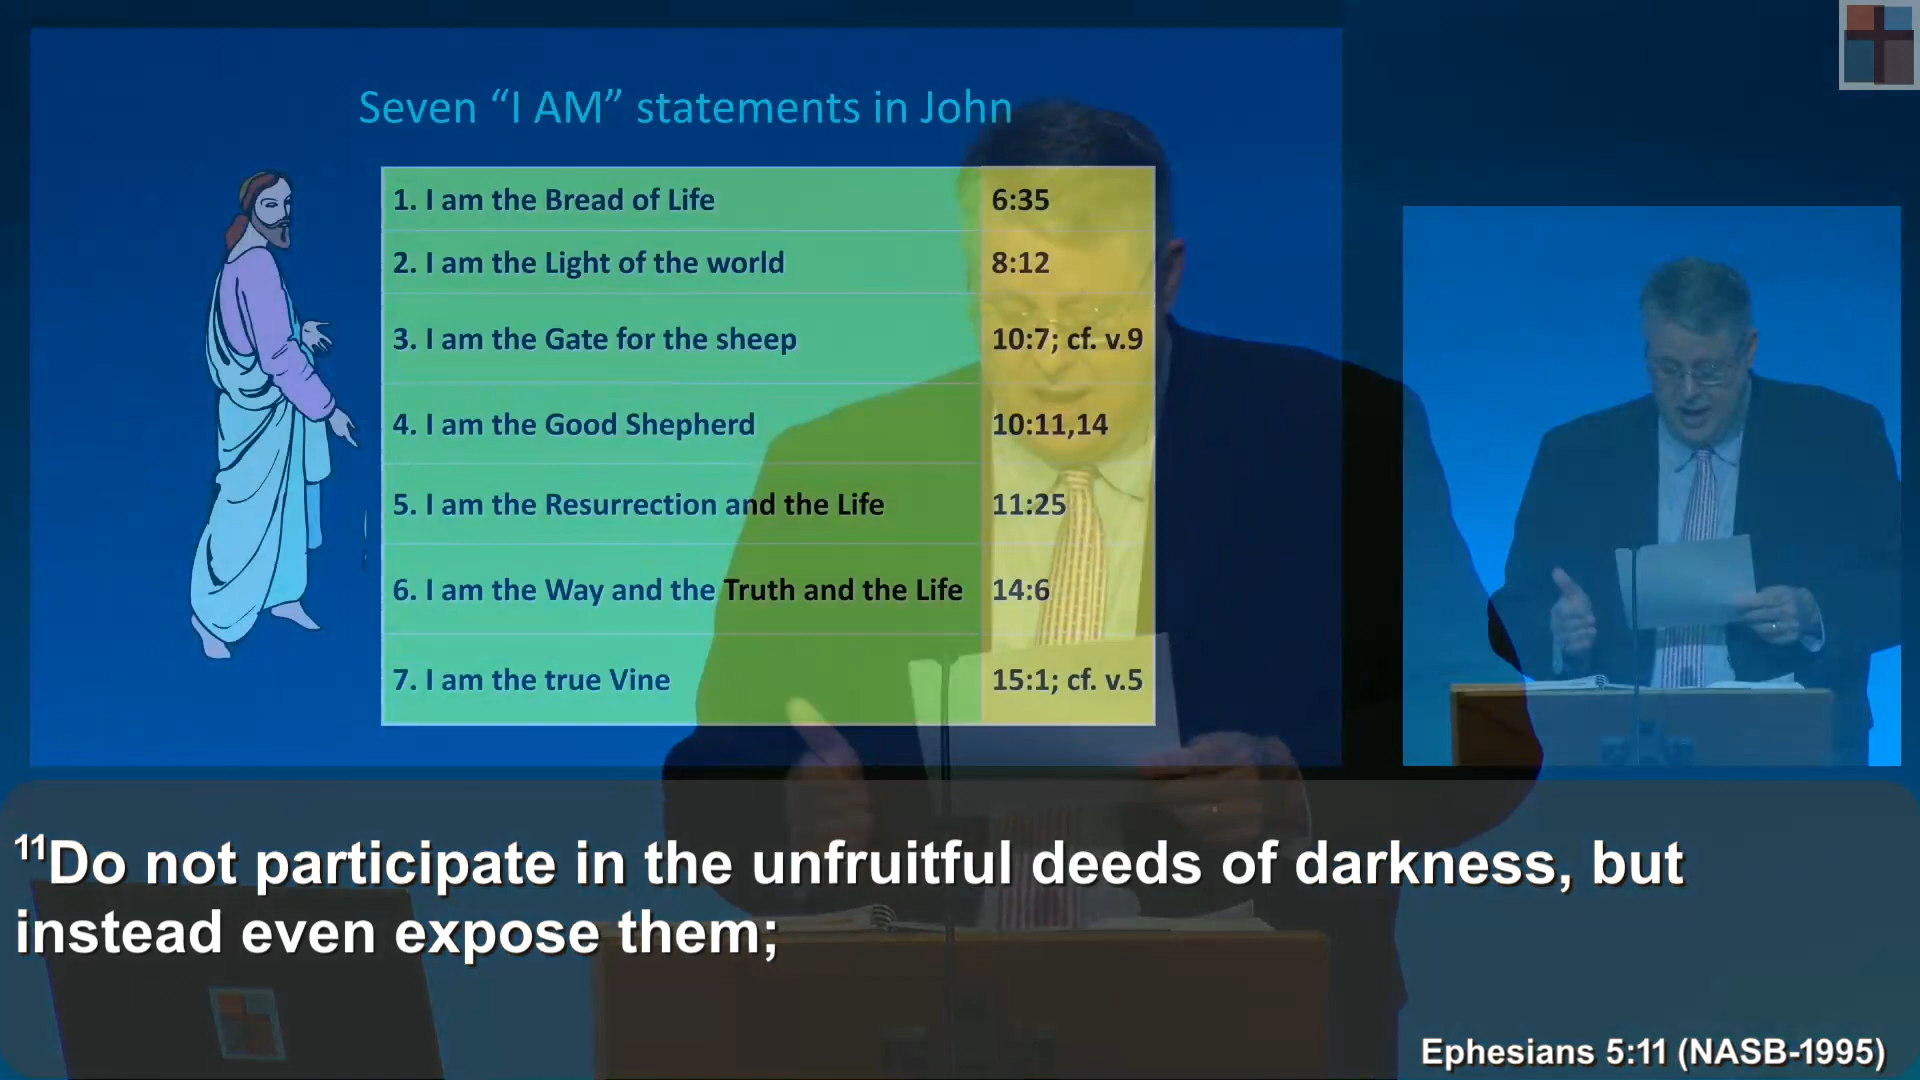 Seven “I AM” statements in John
1. I am the Bread of Life 6:35
2. I am the Light of the world 8:12
3. I am the Gate for the sheep 10:7; cf. v.9
4. I am the Good Shepherd 10:11,14
5. I am the Resurrection and the Life 11:25
6. I am the Way and the Truth and the Life 14:6
7. I am the true Vine 15:1; cf. v.5
11Do not participate in the unfruitful deeds of darkness, but
instead even expose them;
Ephesians 5:11 (NASB-1995)